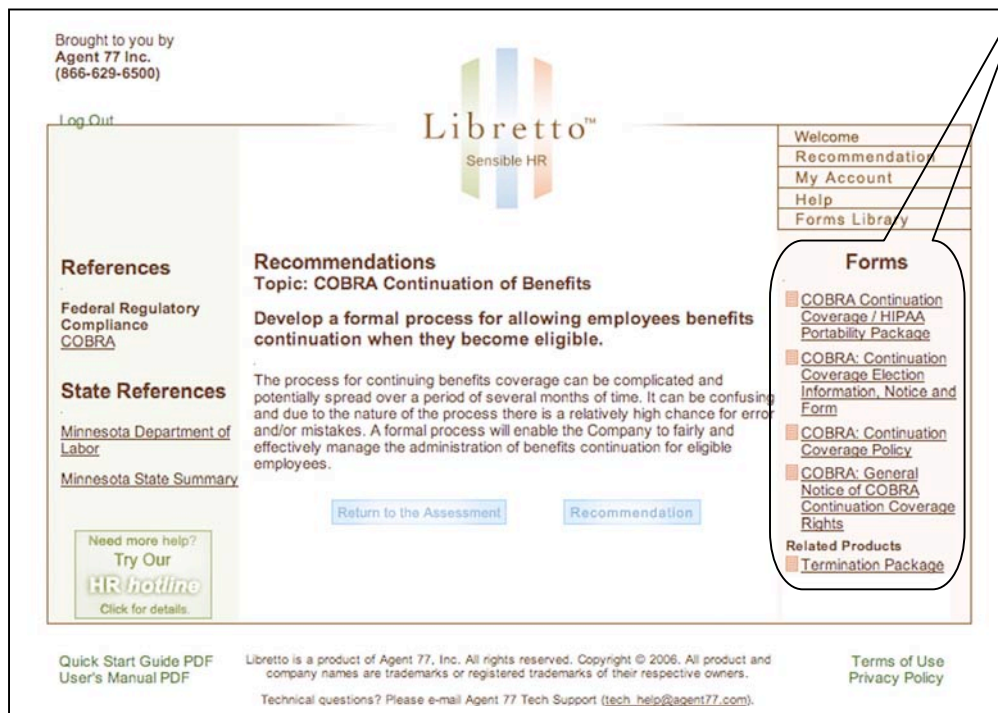 Brought to you by
Agent 77 Inc.
(866-629-6500)
Log Out
Libretto™
Sensible HR
Welcome
Recommendation
My Account
Help
Forms Library
References
Federal Regulatory
Compliance
COBRA
State References
Minnesota Department of
Labor
Minnesota State Summary
Need more help?
Try Our
HR hotline
Click for details.
Recommendations
Topic: COBRA Continuation of Benefits
Develop a formal process for allowing employees benefits
continuation when they become eligible.
The process for continuing benefits coverage can be complicated and
potentially spread over a period of several months of time. It can be confusing
and due to the nature of the process there is a relatively high chance for error
and/or mistakes. A formal process will enable the Company to fairly and
effectively manage the administration of benefits continuation for eligible
employees.
Return to the Assessment
Recommendation
Forms
COBRA Continuation
Coverage / HIPAA
Portability Package
COBRA: Continuation
Coverage Election
Information, Notice and
Form
COBRA: Continuation
Coverage Policy
COBRA: General
Notice of COBRA
Continuation Coverage
Rights
Related Products
Termination Package
Quick Start Guide PDF
User's Manual PDF
Libretto is a product of Agent 77, Inc. All rights reserved. Copyright © 2006. All product and
company names are trademarks or registered trademarks of their respective owners.
Technical questions? Please e-mail Agent 77 Tech Support (tech_help@agent77.com).
Terms of Use
Privacy Policy